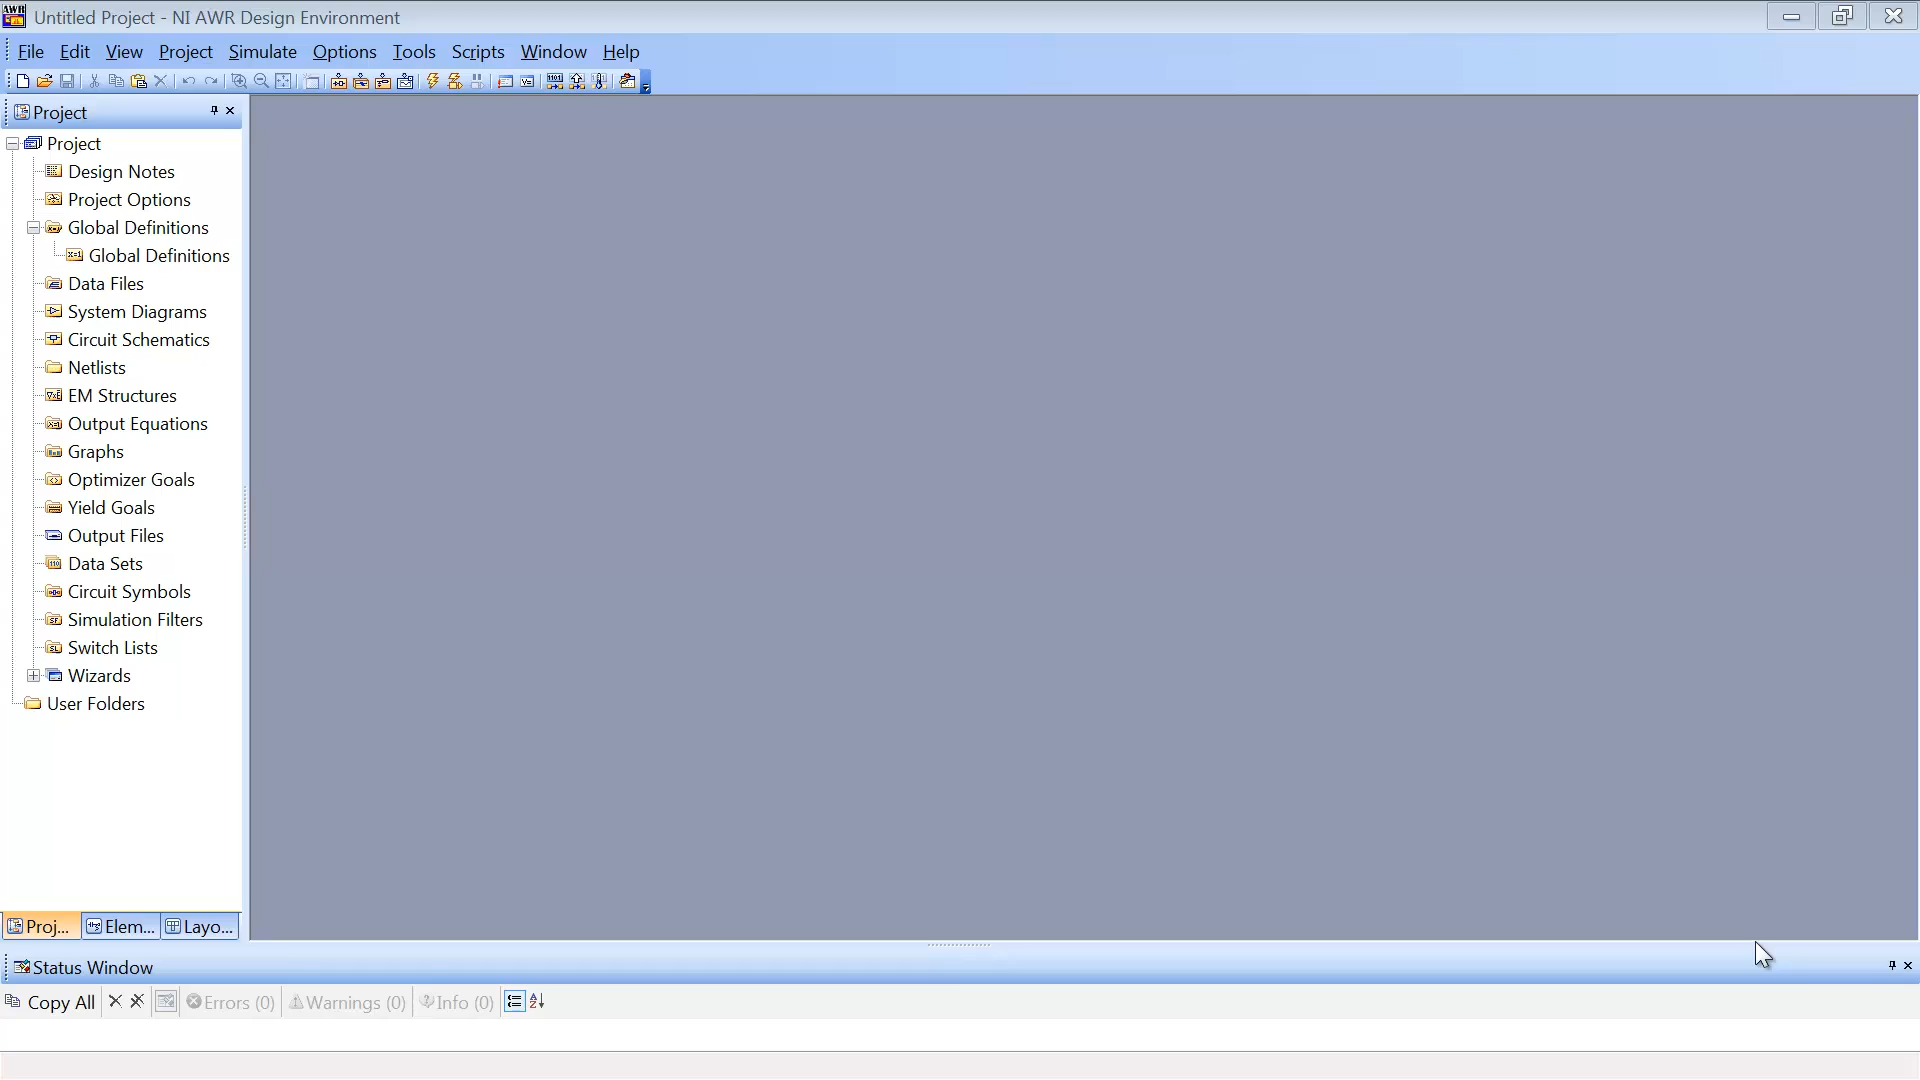 AWR
Untitled Project - NI AWR Design Environment
File Edit View Project Simulate Options Tools Scripts Window Help
Project
Project
Design Notes
Project Options
Global Definitions
Global Definitions
Data Files
System Diagrams
Circuit Schematics
Netlists
EM Structures
Output Equations
Graphs
Optimizer Goals
Yield Goals
Output Files
Data Sets
Circuit Symbols
Simulation Filters
Switch Lists
Wizards
User Folders
Proj... Elem... Layo...
Status Window
Copy All Errors (0) Warnings (0) Info (0)